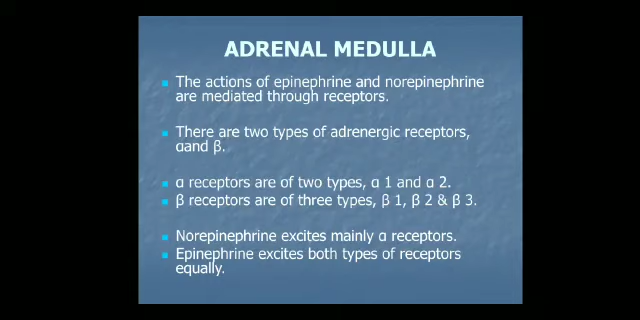 ADRENAL MEDULLA
The actions of epinephrine and norepinephrine
are mediated through receptors.
There are two types of adrenergic receptors,
αand β.
α receptors are of two types, α 1 and α 2.
β receptors are of three types, β 1, β 2 & β 3.
Norepinephrine excites mainly α receptors.
Epinephrine excites both types of receptors
equally.